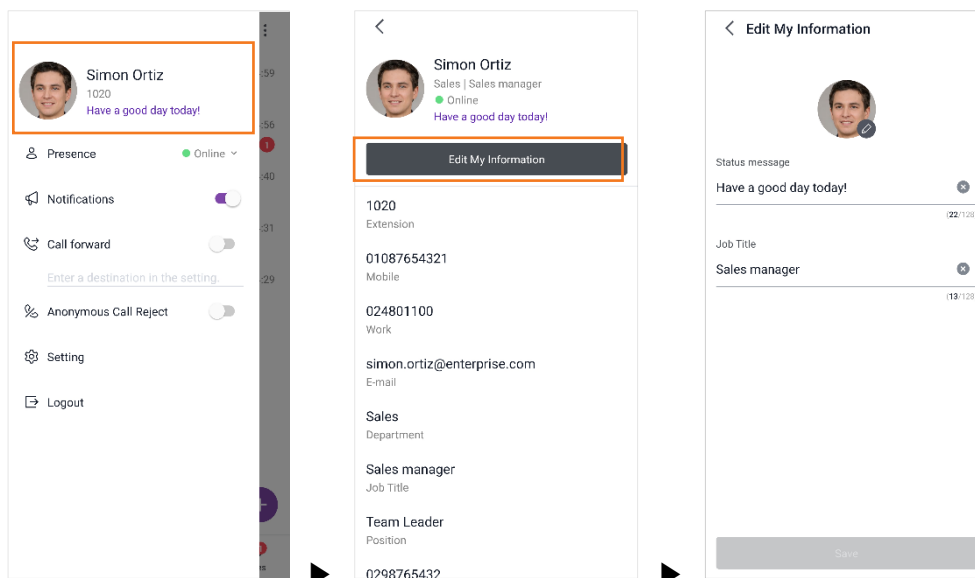 :59
Simon Ortiz
1020
Have a good day today!
:56
1
Presence
Online
:40
Notifications
:31
Call forward
Enter a destination in the setting.
:29
Anonymous Call Reject
Setting
Logout
Simon Ortiz
Sales | Sales manager
Online
Have a good day today!
Edit My Information
1020
Extension
01087654321
Mobile
024801100
Work
simon.ortiz@enterprise.com
E-mail
Sales
Department
Sales manager
Job Title
Team Leader
Position
0298765432
Edit My Information
Status message
Have a good day today!
(22/128
Job Title
Sales manager
(13/128
Save